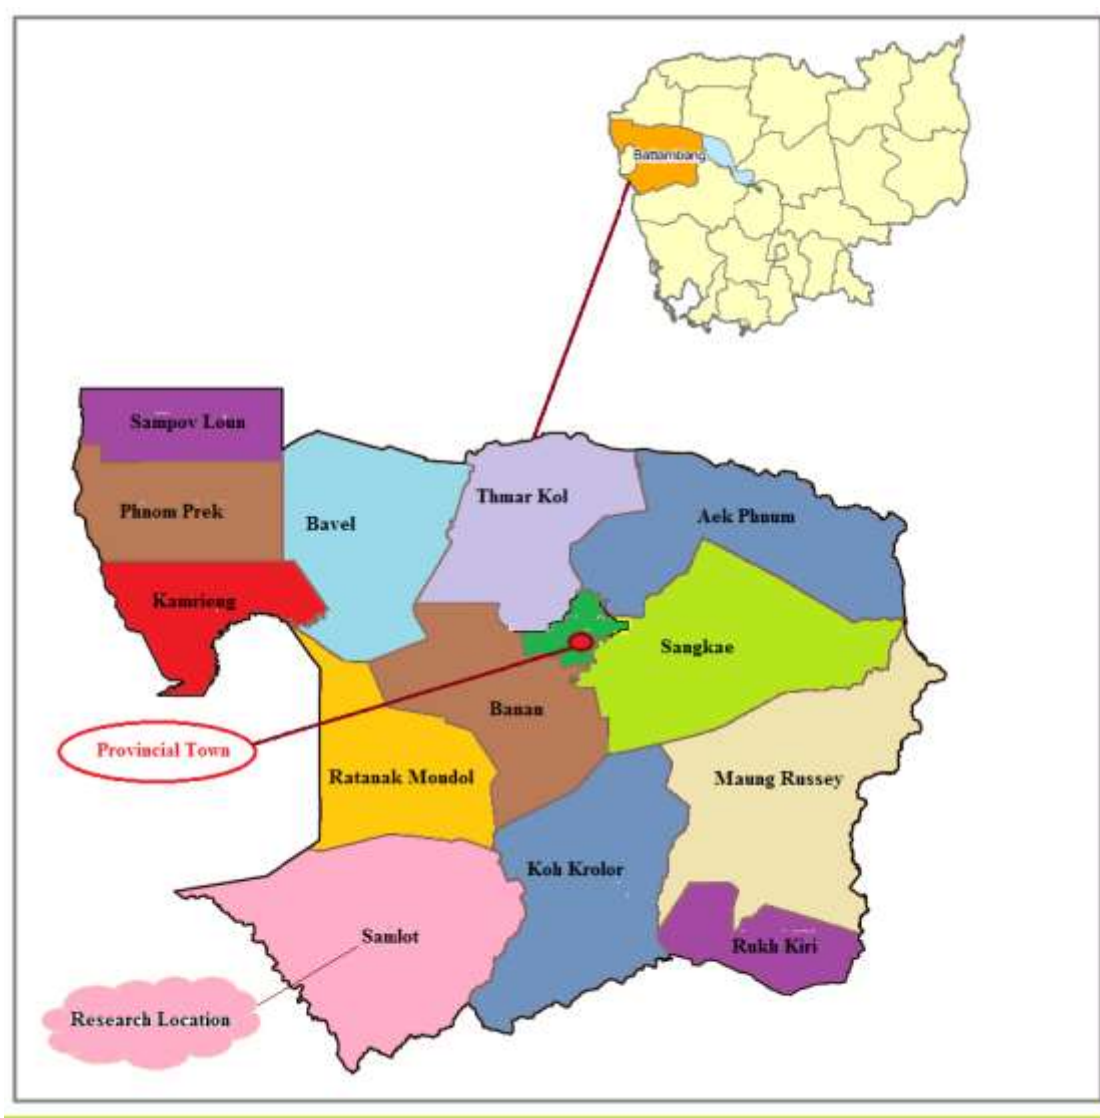 Battambang
Sampov Loun
Thmar Kol
Phnom Prek
Aek Phnum
Bavel
Kamrieng
Sangkae
Banan
Provincial Town
Ratanak Moudol
Maung Russey
Koh Krolor
Samlot
Rukh Kiri
Research Location